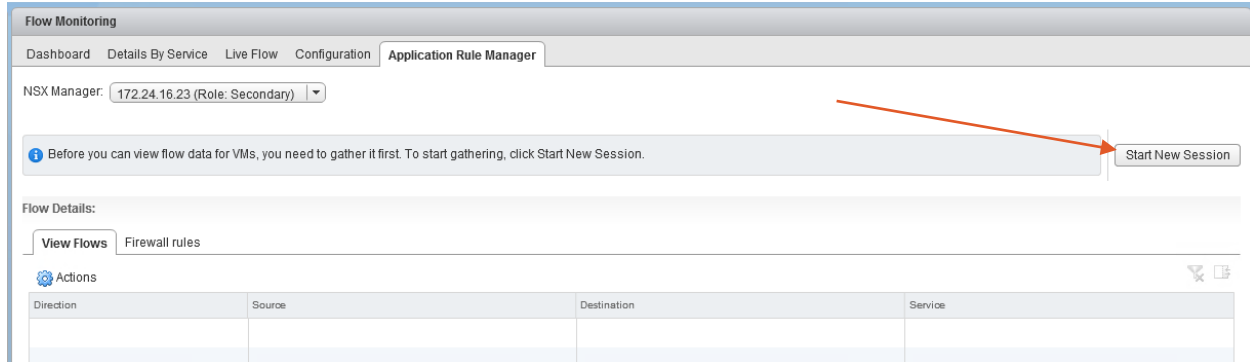 Flow Monitoring
Dashboard Details By Service Live Flow Configuration Application Rule Manager
NSX Manager: 172.24.16.23 (Role: Secondary)
Before you can view flow data for VMs, you need to gather it first. To start gathering, click Start New Session.
Start New Session
Flow Details:
View Flows Firewall rules
Actions
Direction Source Destination Service